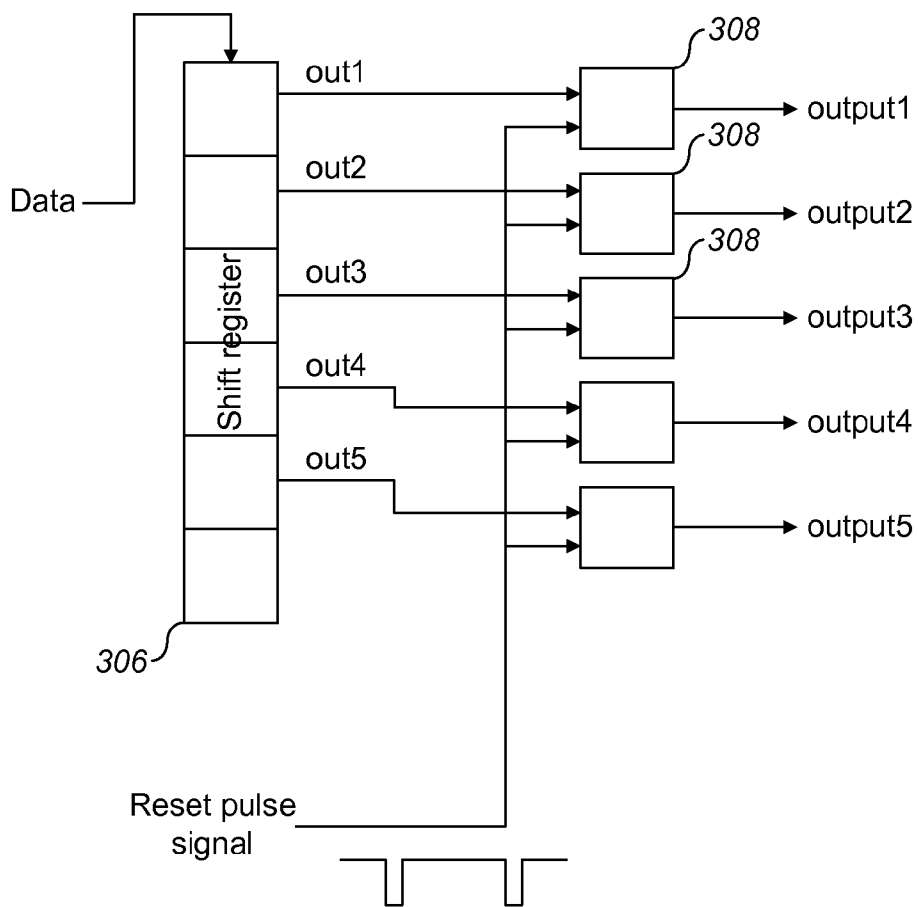 308
out1
output1
308
out2
Data
output2
308
out3
output3
Shift register
out4
output4
out5
output5
306
Reset pulse
signal